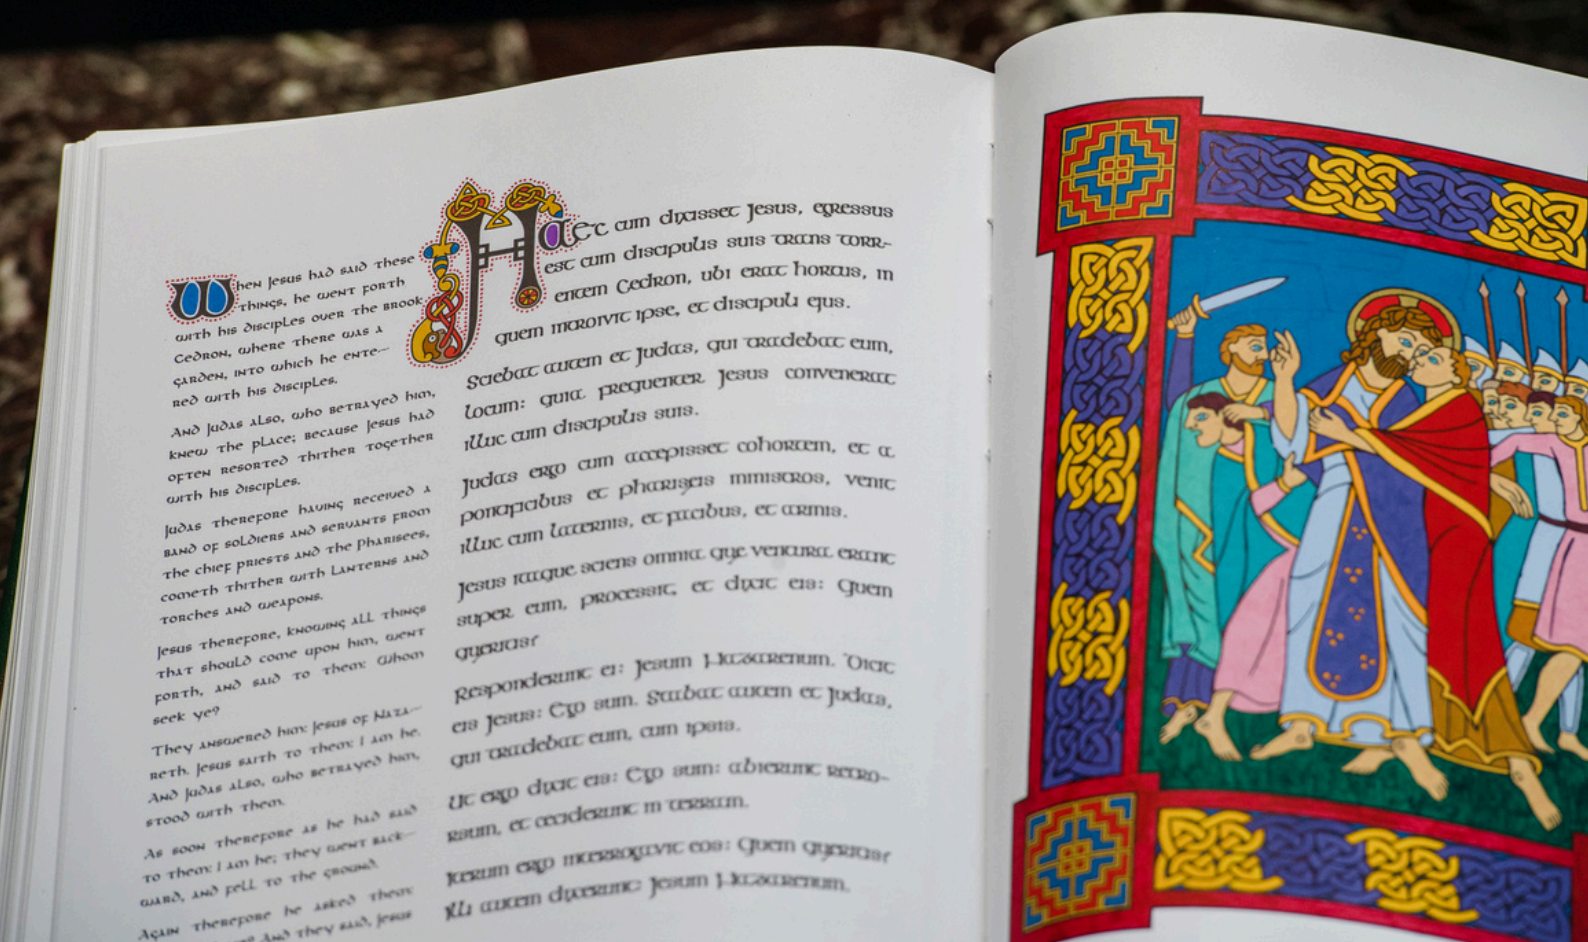 When Jesus had said these
things, he went forth
with his disciples over the brook
Cedron, where there was a
garden, into which he ente-
red with his disciples.
And Judas also, who betrayed him,
knew the place; because Jesus had
often resorted thither together
with his disciples.
Judas therefore having received a
band of soldiers and servants from
the chief priests and the Pharisees,
cometh thither with lanterns and
torches and weapons.
Jesus therefore, knowing all things
that should come upon him, went
forth, and said to them: Whom
seek ye?
They answered him: Jesus of Naza-
reth. Jesus saith to them: I am he.
And Judas also, who betrayed him,
stood with them.
As soon therefore as he had said
to them: I am he; they went back-
ward, and fell to the ground.
Again therefore he asked them:
And they said, Jesus
Haec cum dixisset Jesus, egressus
est cum discipulis suis trans torr-
entem Cedron, ubi erat hortus, in
quem introivit ipse, et discipuli ejus.
Sciebat autem et Judas, qui tradebat eum,
locum: quia frequenter Jesus convenerat
illuc cum discipulis suis.
Judas ergo cum accepisset cohortem, et a
pontificibus et pharisęis ministros, venit
illuc cum laternis, et facibus, et armis.
Jesus itaque sciens omnia quę ventura erant
super eum, processit, et dixit eis: Quem
quęritis?
Responderunt ei: Jesum Nazarenum. Dicit
eis Jesus: Ego sum. Stabat autem et Judas,
qui tradebat eum, cum ipsis.
Ut ergo dixit eis: Ego sum: abierunt retro-
rsum, et ceciderunt in terram.
Iterum ergo interrogavit eos: Quem quęritis?
Illi autem dixerunt: Jesum Nazarenum.